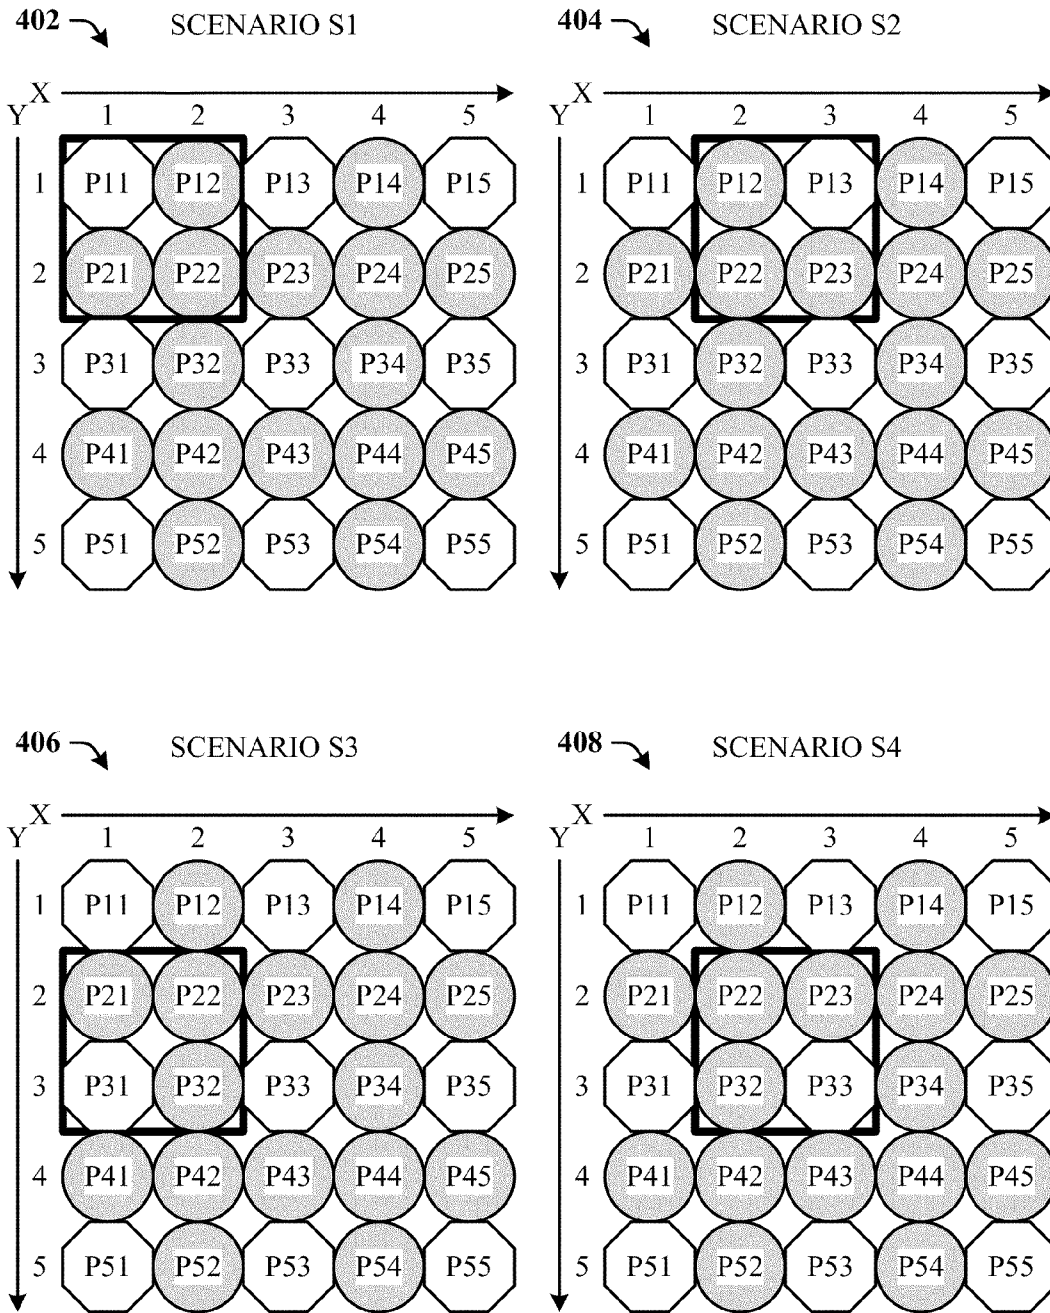 402 SCENARIO S1 404 SCENARIO S2
X X
Y 1 2 3 4 5 Y 1 2 3 4 5
1 P11 P12 P13 P14 P15 1 P11 P12 P13 P14 P15
2 P21 P22 P23 P24 P25 2 P21 P22 P23 P24 P25
3 P31 P32 P33 P34 P35 3 P31 P32 P33 P34 P35
4 P41 P42 P43 P44 P45 4 P41 P42 P43 P44 P45
5 P51 P52 P53 P54 P55 5 P51 P52 P53 P54 P55
406 SCENARIO S3 408 SCENARIO S4
X X
Y 1 2 3 4 5 Y 1 2 3 4 5
1 P11 P12 P13 P14 P15 1 P11 P12 P13 P14 P15
2 P21 P22 P23 P24 P25 2 P21 P22 P23 P24 P25
3 P31 P32 P33 P34 P35 3 P31 P32 P33 P34 P35
4 P41 P42 P43 P44 P45 4 P41 P42 P43 P44 P45
5 P51 P52 P53 P54 P55 5 P51 P52 P53 P54 P55